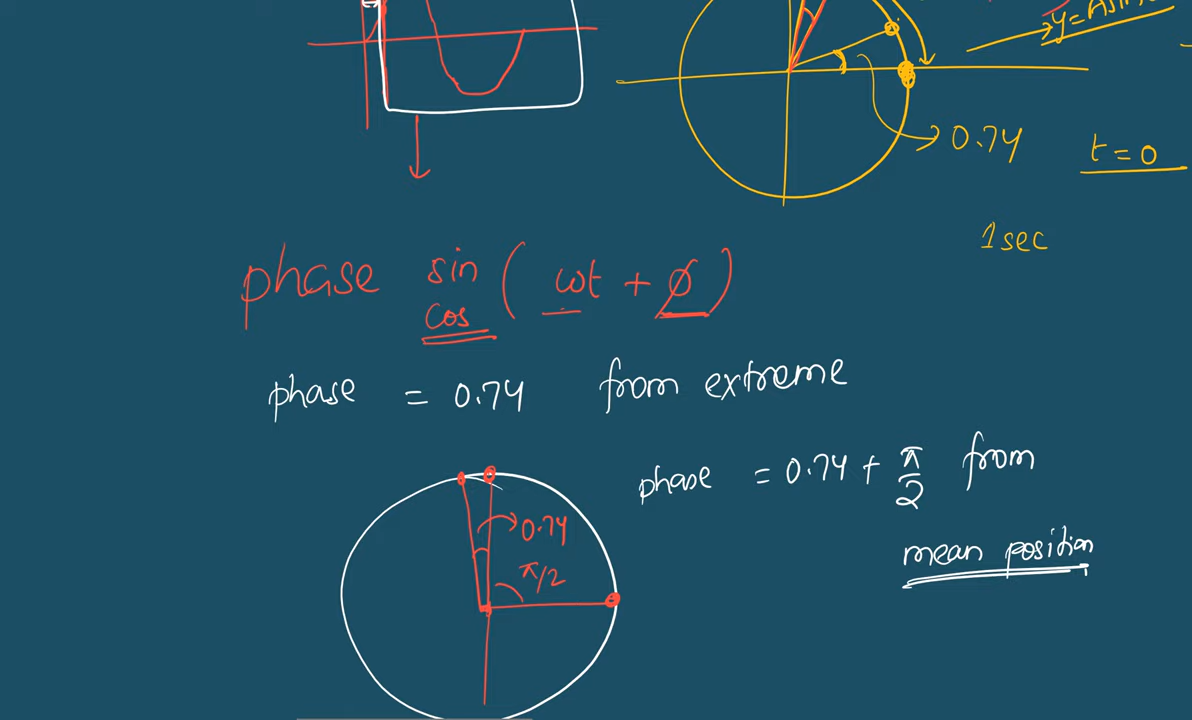 y = Asin
0.74
t = 0
1sec
phase sin ( ωt + ø )
cos
phase = 0.74 from extreme
phase = 0.74 + π/2 from
mean position
0.74
π/2